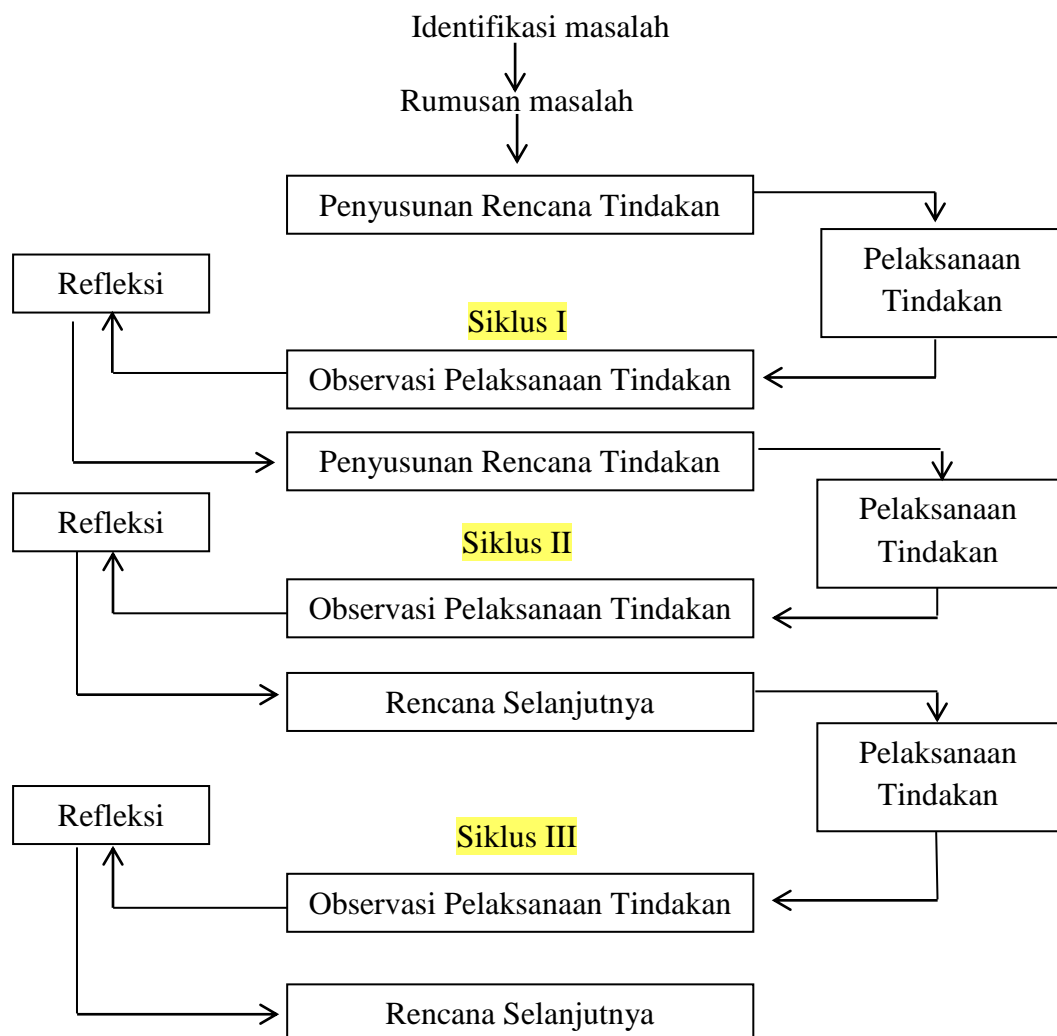 Identifikasi masalah
Rumusan masalah
Penyusunan Rencana Tindakan
Pelaksanaan
Tindakan
Refleksi
Siklus I
Observasi Pelaksanaan Tindakan
Penyusunan Rencana Tindakan
Pelaksanaan
Tindakan
Refleksi
Siklus II
Observasi Pelaksanaan Tindakan
Rencana Selanjutnya
Pelaksanaan
Tindakan
Refleksi
Siklus III
Observasi Pelaksanaan Tindakan
Rencana Selanjutnya